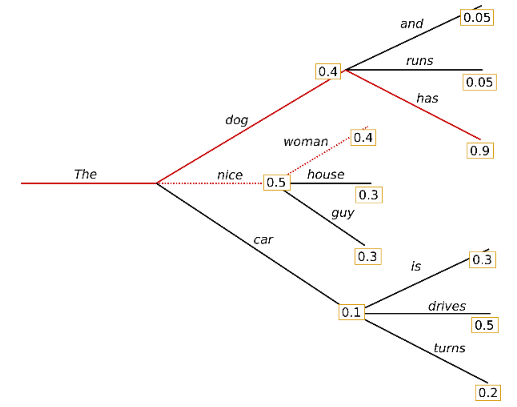 and
0.05
runs
0.4
0.05
has
dog
0.9
woman
0.4
The
nice
0.5
house
0.3
guy
car
0.3
is
0.3
drives
0.1
0.5
turns
0.2